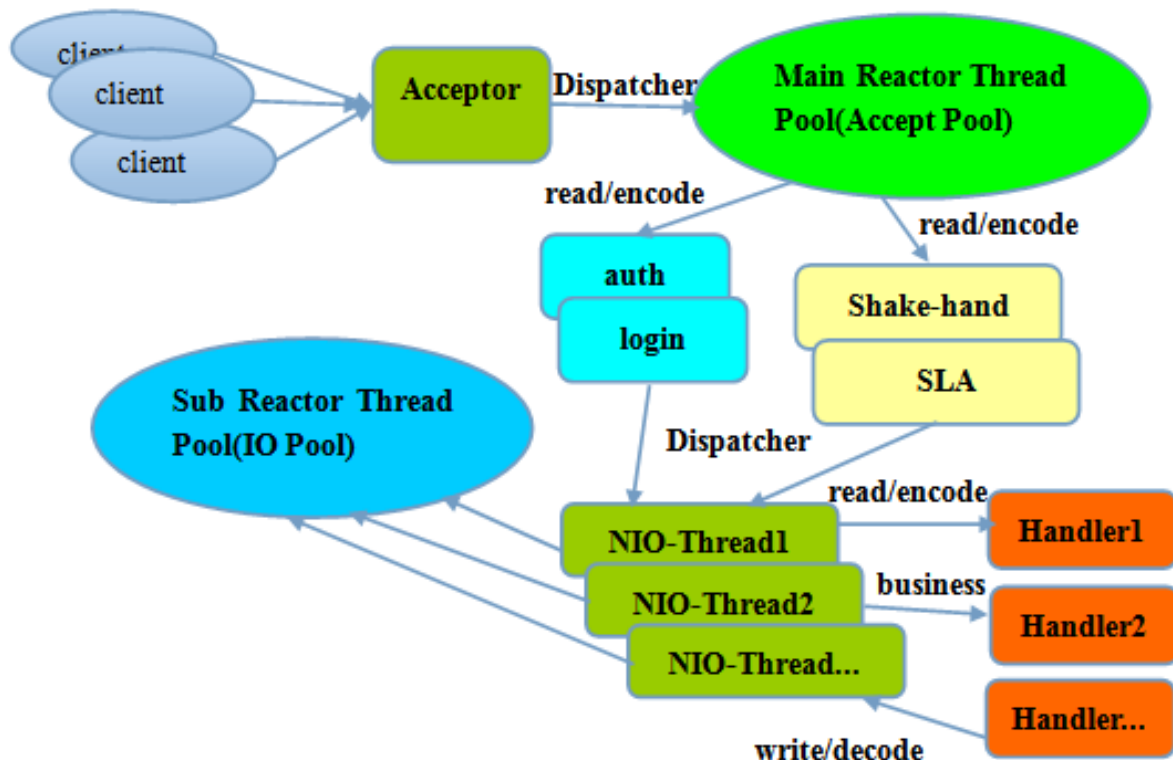 client
client
client
Acceptor
Dispatcher
Main Reactor Thread
Pool(Accept Pool)
read/encode
read/encode
auth
login
Shake-hand
SLA
Sub Reactor Thread
Pool(IO Pool)
Dispatcher
read/encode
NIO-Thread1
Handler1
business
NIO-Thread2
Handler2
NIO-Thread...
Handler...
write/decode